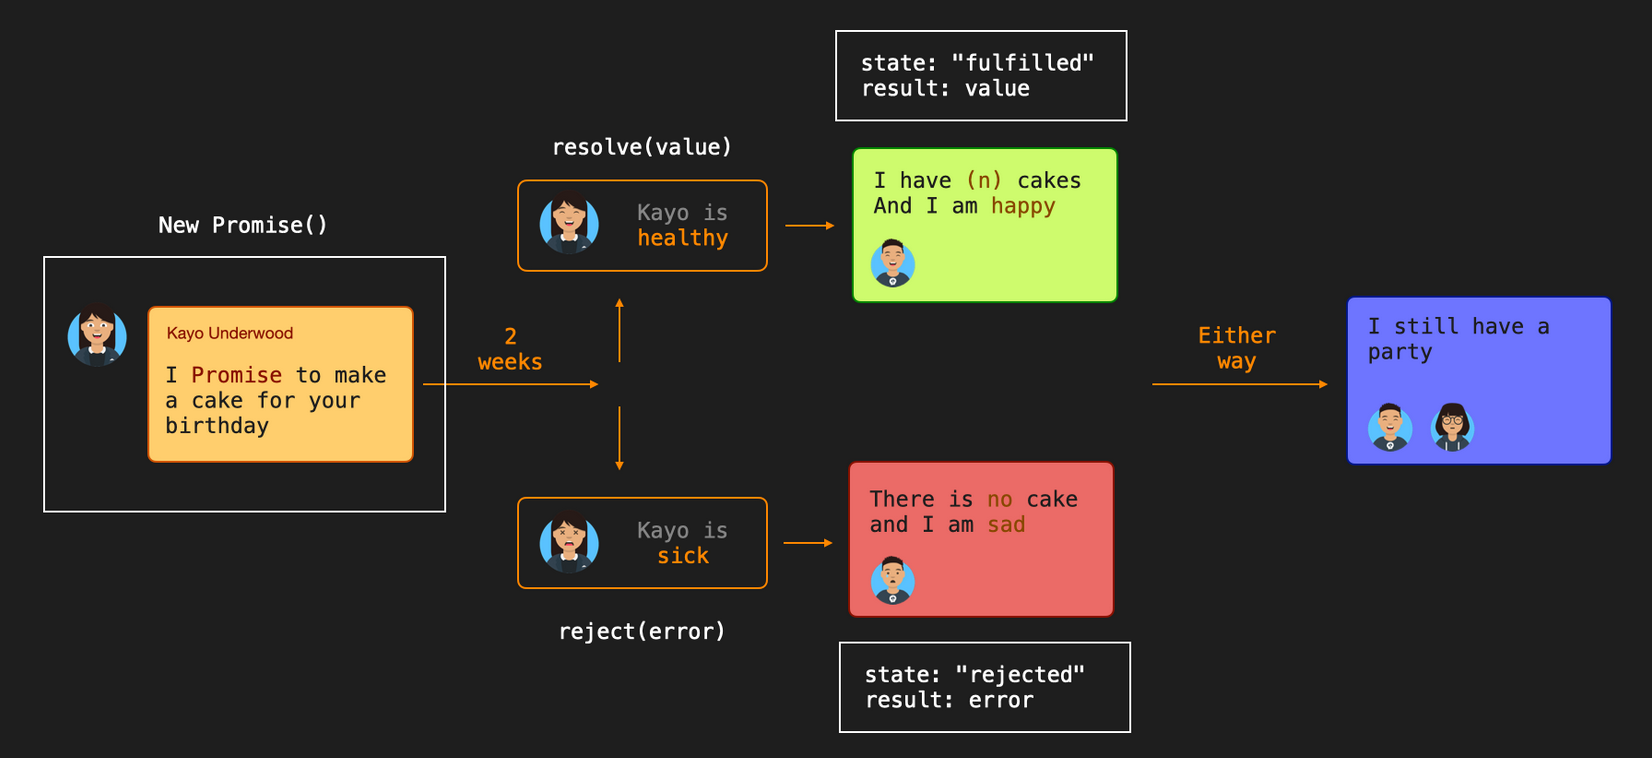 New Promise()
Kayo Underwood
I Promise to make
a cake for your
birthday
2
weeks
resolve(value)
Kayo is
healthy
state: "fulfilled"
result: value
I have (n) cakes
And I am happy
Kayo is
sick
reject(error)
There is no cake
and I am sad
state: "rejected"
result: error
Either
way
I still have a
party